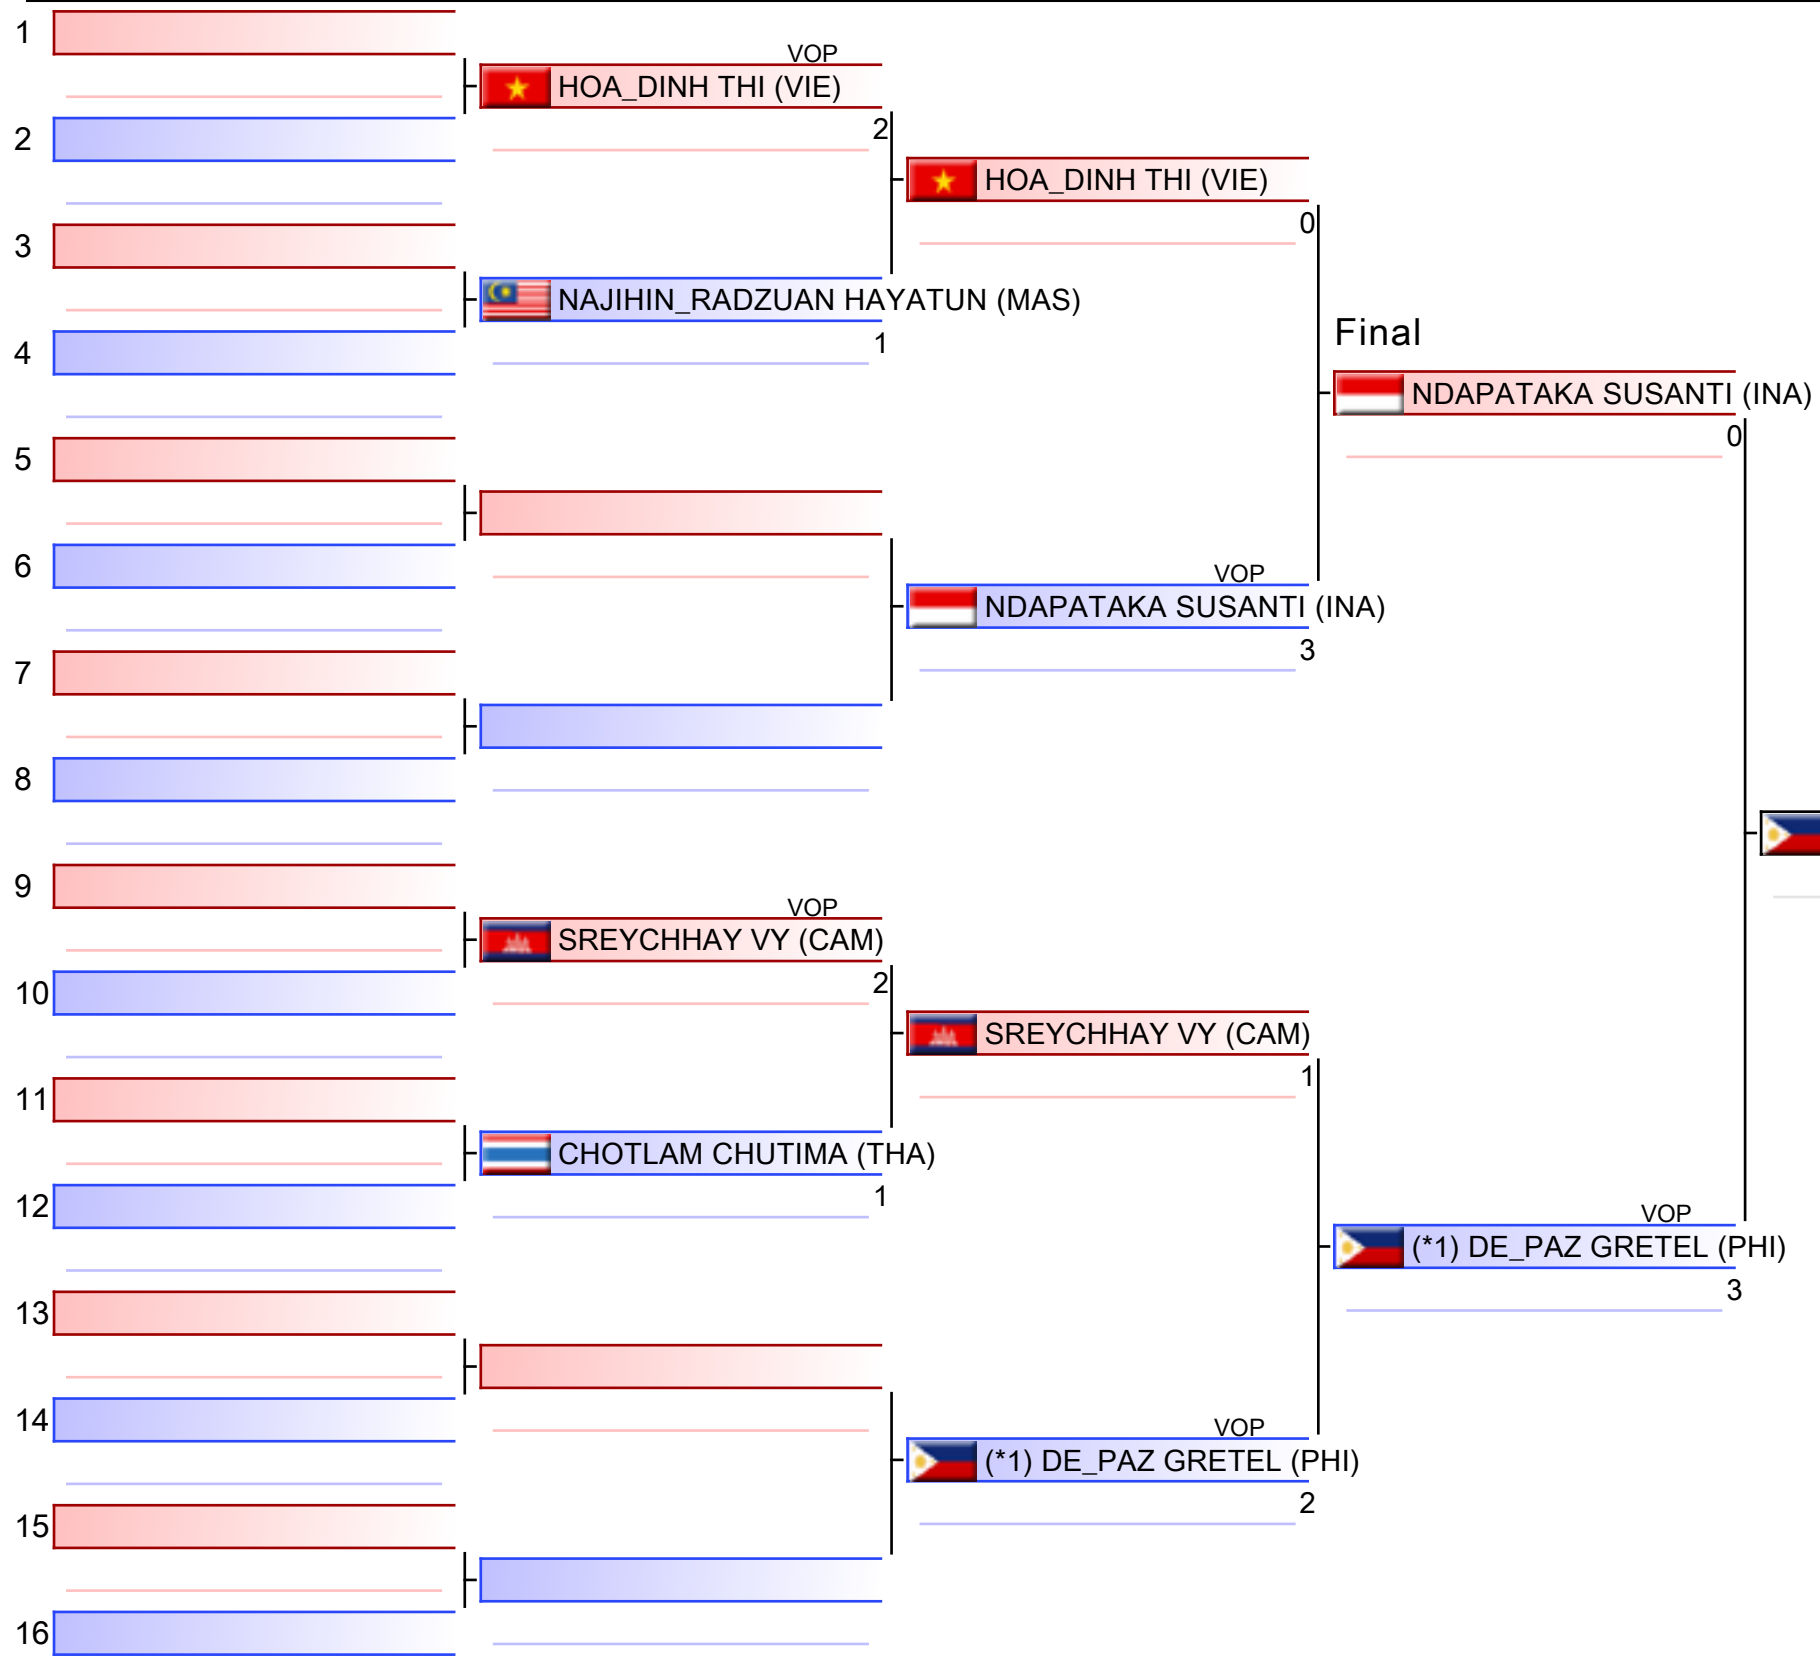 1
VOP
HOA_DINH THI (VIE)
2
2
HOA_DINH THI (VIE)
0
3
NAJIHIN_RADZUAN HAYATUN (MAS)
1
4
Final
NDAPATAKA SUSANTI (INA)
0
5
6
VOP
NDAPATAKA SUSANTI (INA)
3
7
8
9
VOP
SREYCHHAY VY (CAM)
2
10
SREYCHHAY VY (CAM)
1
11
CHOTLAM CHUTIMA (THA)
1
12
VOP
(*1) DE_PAZ GRETEL (PHI)
3
13
14
VOP
(*1) DE_PAZ GRETEL (PHI)
2
15
16